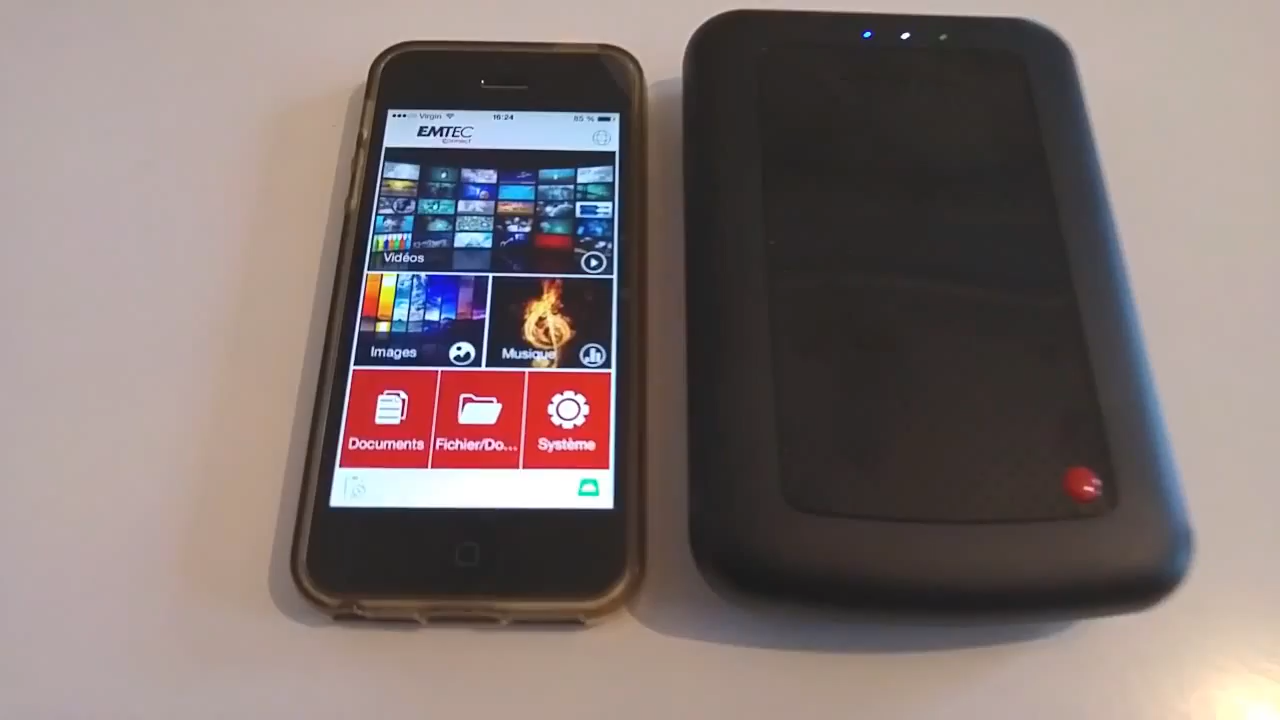 Virgin 16:24 85 %
EMTEC
connect
Vidéos
Images Musique
Documents Fichier/Do... Système